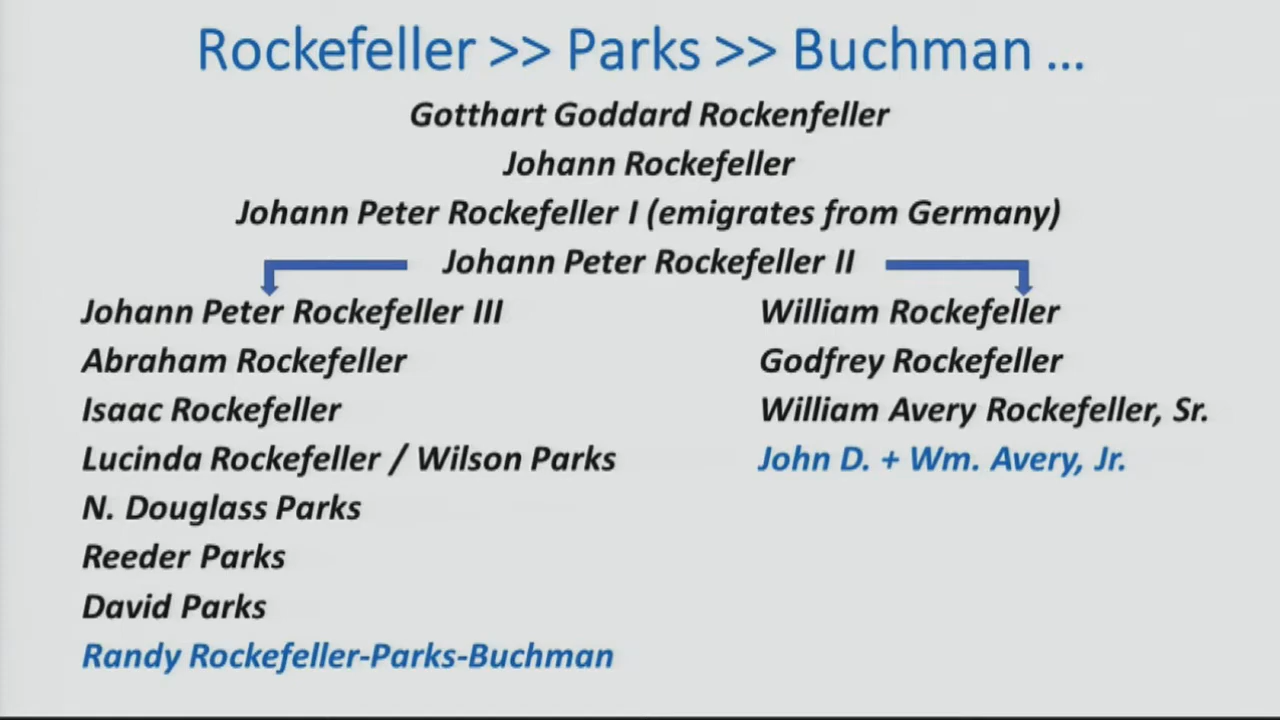 Rockefeller >> Parks >> Buchman ...
Gotthart Goddard Rockenfeller
Johann Rockefeller
Johann Peter Rockefeller I (emigrates from Germany)
Johann Peter Rockefeller II
Johann Peter Rockefeller III
Abraham Rockefeller
Isaac Rockefeller
Lucinda Rockefeller / Wilson Parks
N. Douglass Parks
Reeder Parks
David Parks
Randy Rockefeller-Parks-Buchman
William Rockefeller
Godfrey Rockefeller
William Avery Rockefeller, Sr.
John D. + Wm. Avery, Jr.